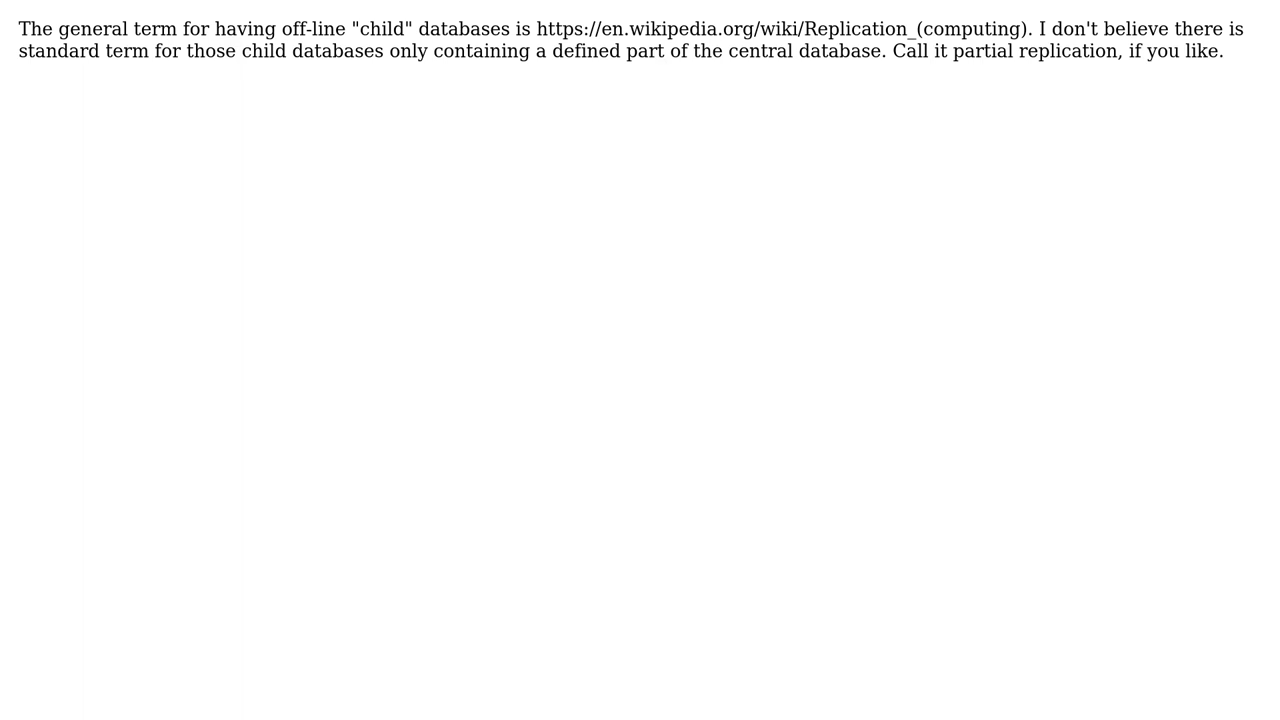 The general term for having off-line "child" databases is https://en.wikipedia.org/wiki/Replication_(computing). I don't believe there is
standard term for those child databases only containing a defined part of the central database. Call it partial replication, if you like.